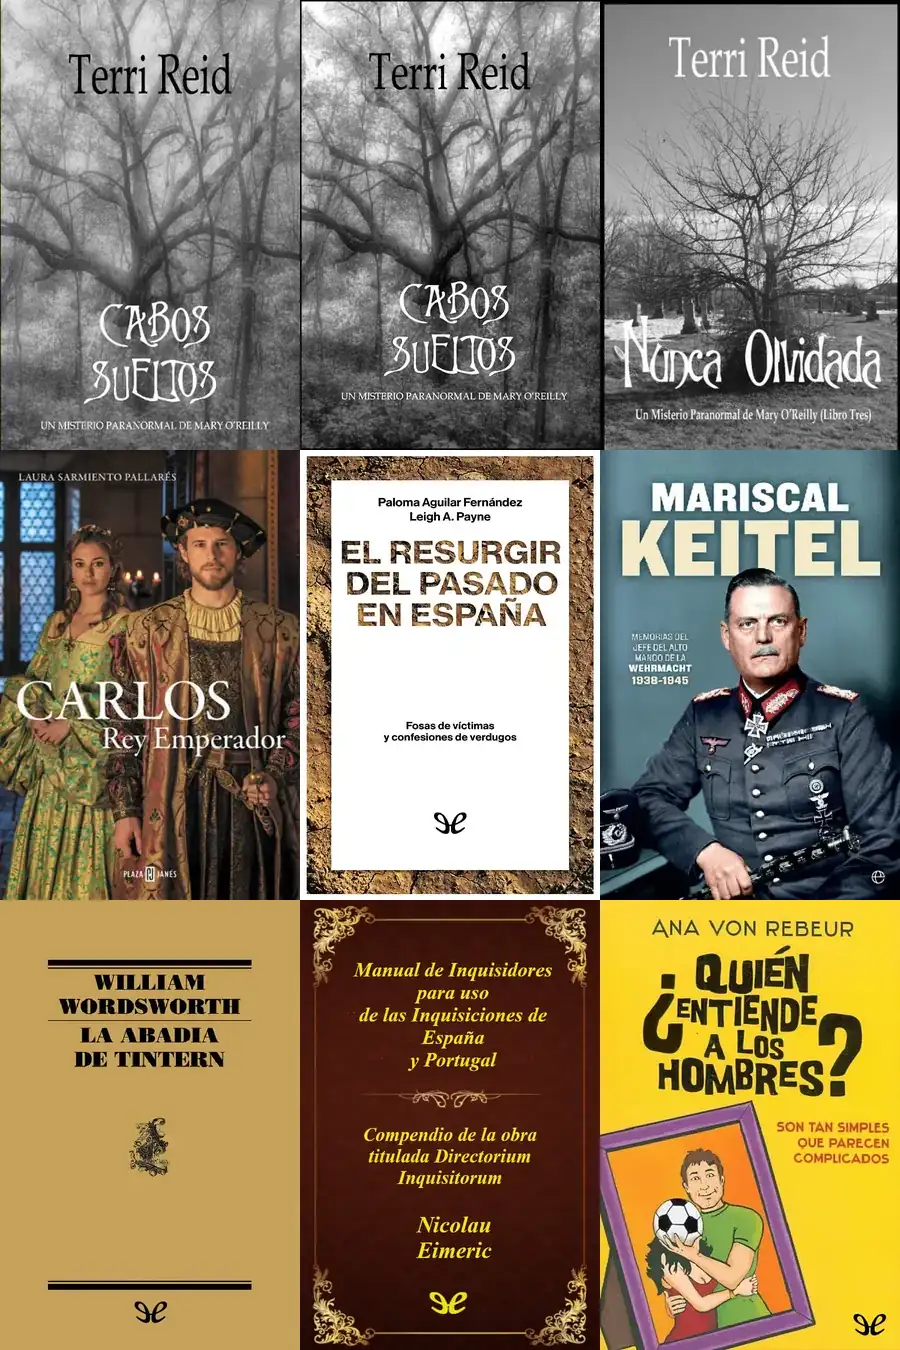 Terri Reid
CABOS
SUELTOS
UN MISTERIO PARANORMAL DE MARY O'REILLY
Terri Reid
CABOS
SUELTOS
UN MISTERIO PARANORMAL DE MARY O'REILLY
Terri Reid
Nunca Olvidada
Un Misterio Paranormal de Mary O'Reilly (Libro Tres)
LAURA SARMIENTO PALLARÉS
CARLOS
Rey Emperador
PLAZA JANÉS
Paloma Aguilar Fernández
Leigh A. Payne
EL RESURGIR
DEL PASADO
EN ESPAÑA
Fosas de víctimas
y confesiones de verdugos
MARISCAL
KEITEL
MEMORIAS DEL
JEFE DEL ALTO
MANDO DE LA
WEHRMACHT
1938-1945
WILLIAM
WORDSWORTH
LA ABADIA
DE TINTERN
Manual de Inquisidores
para uso
de las Inquisiciones de
España
y Portugal
Compendio de la obra
titulada Directorium
Inquisitorum
Nicolau
Eimeric
ANA VON REBEUR
¿QUIÉN
ENTIENDE
A LOS
HOMBRES?
SON TAN SIMPLES
QUE PARECEN
COMPLICADOS